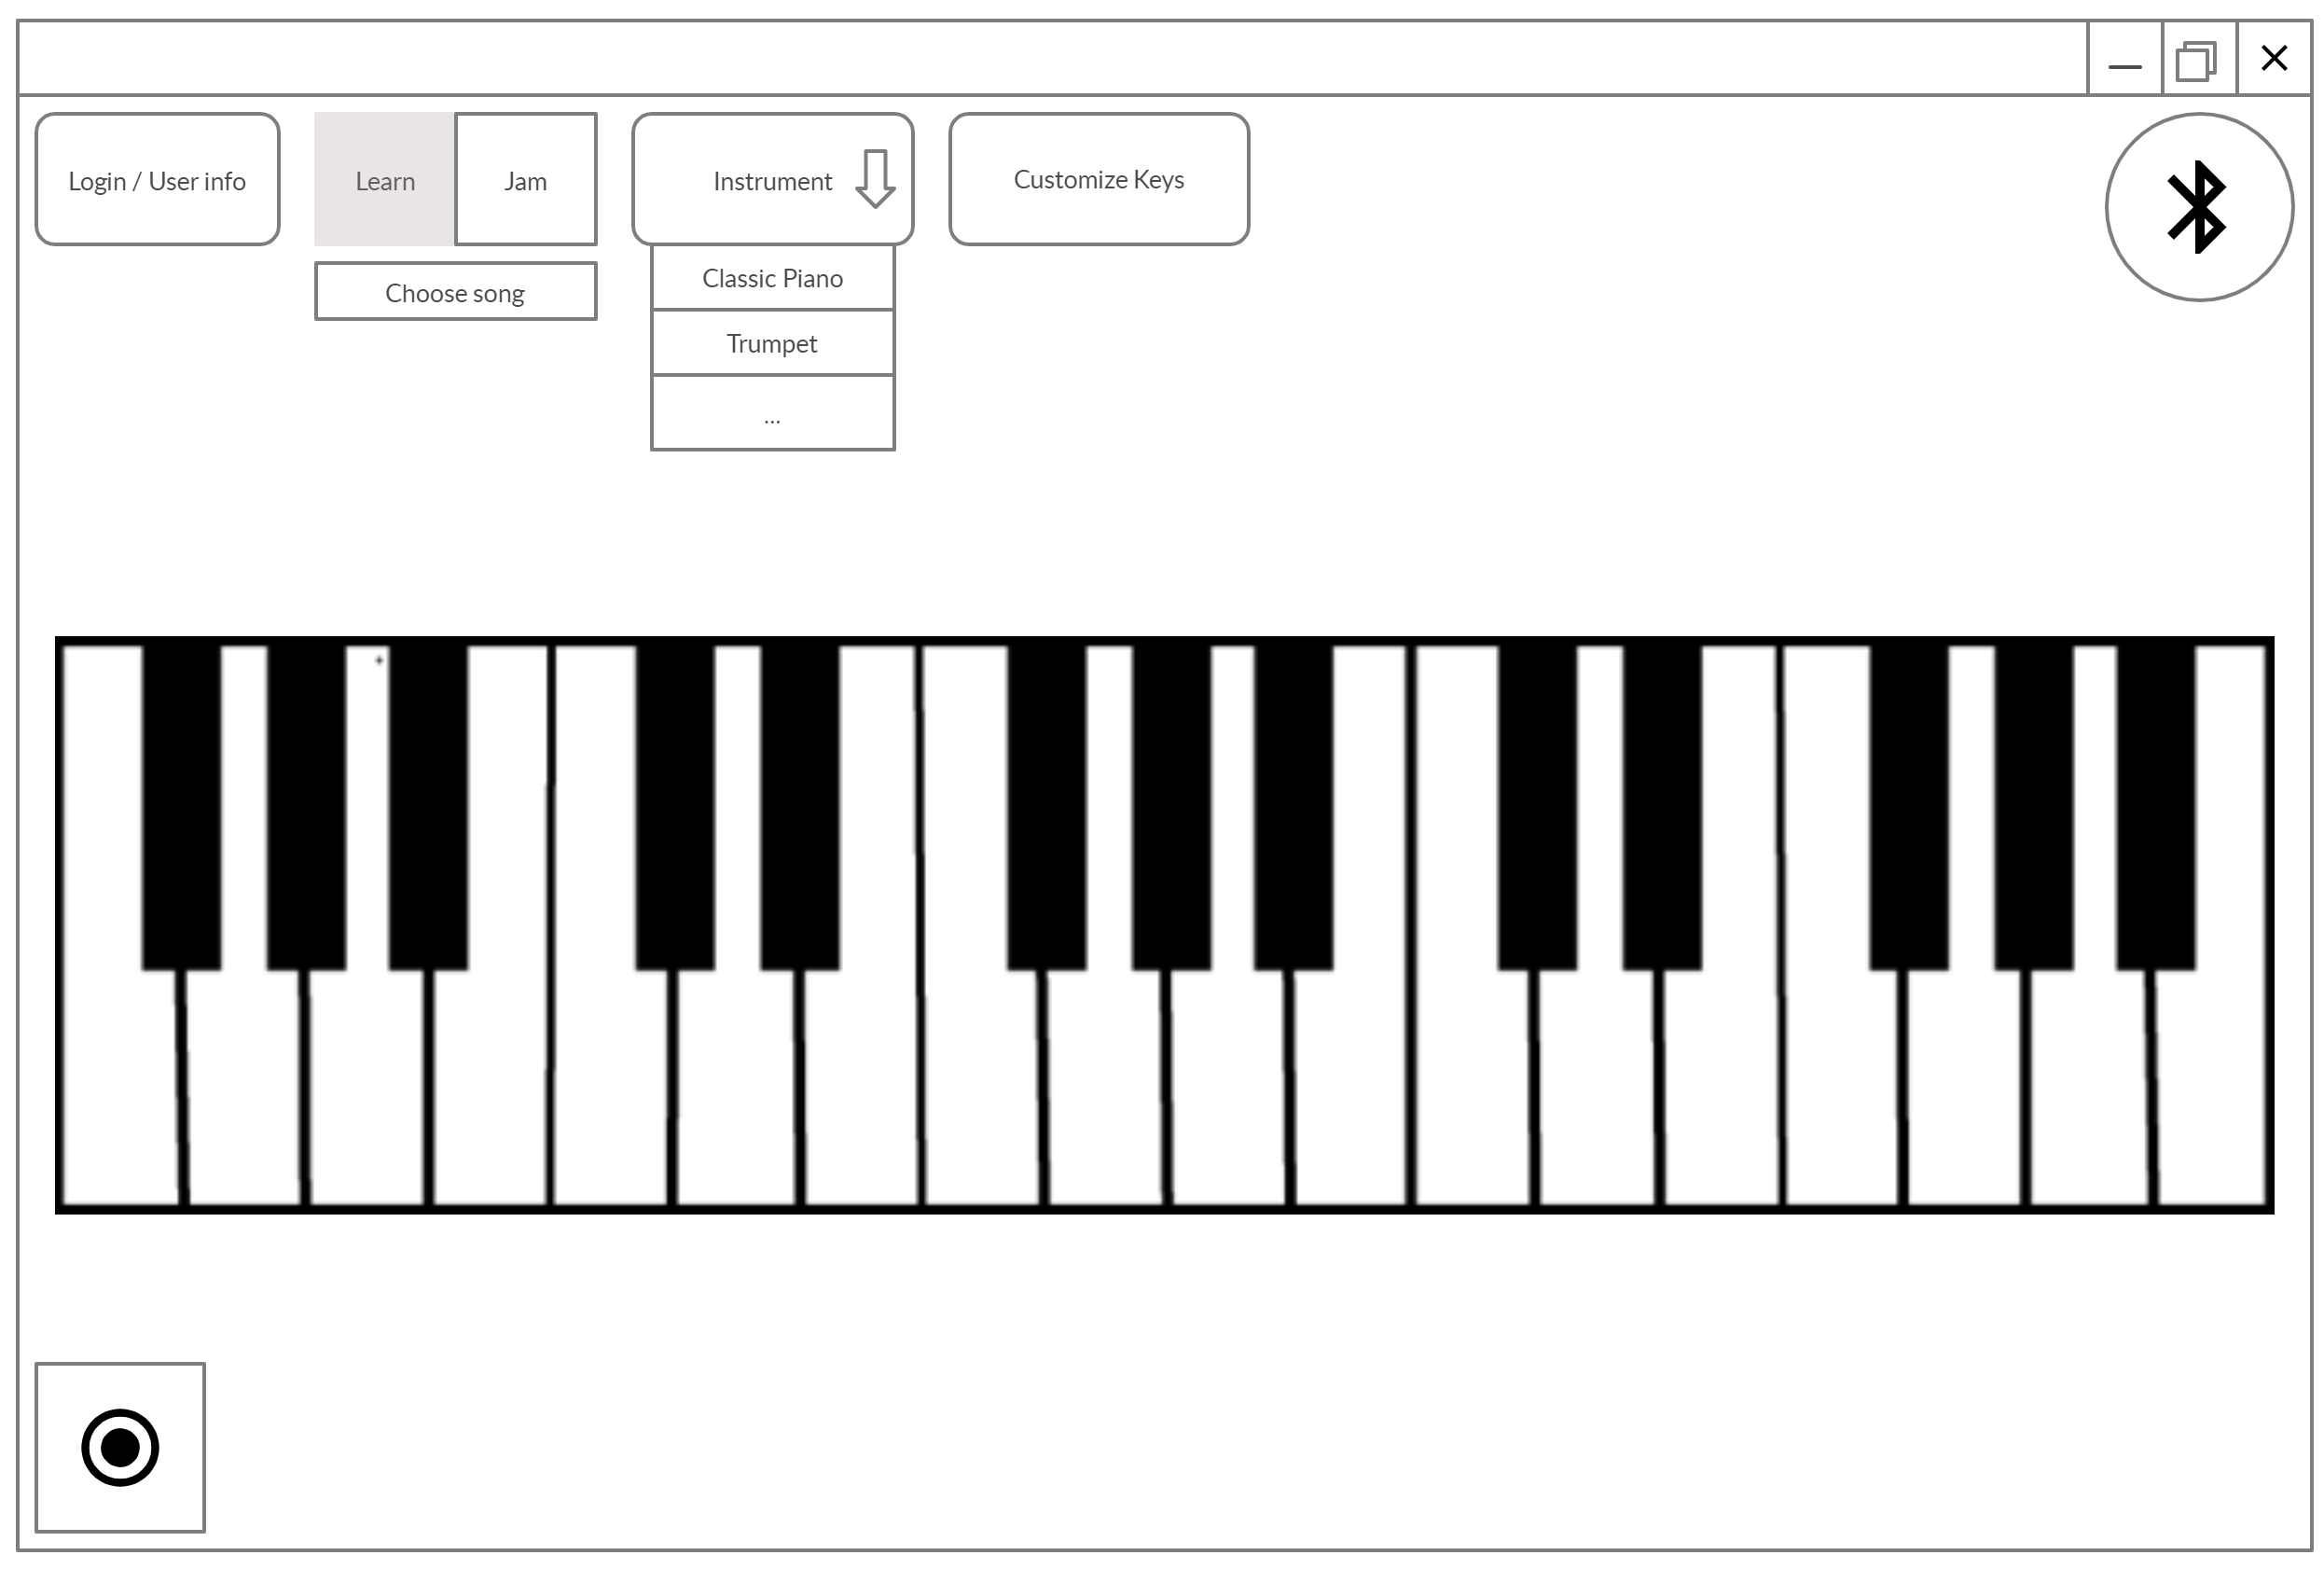 Login / User info
Learn
Jam
Instrument
Customize Keys
Choose song
Classic Piano
Trumpet
...